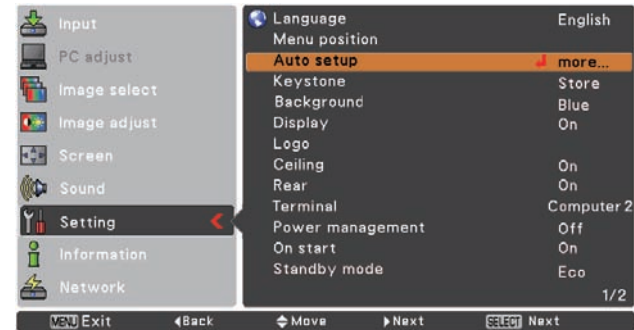 Input
PC adjust
Image select
Image adjust
Screen
Sound
Setting
Information
Network
Language English
Menu position
Auto setup more...
Keystone Store
Background Blue
Display On
Logo
Ceiling On
Rear On
Terminal Computer 2
Power management Off
On start On
Standby mode Eco
1/2
MENU Exit Back Move Next SELECT Next